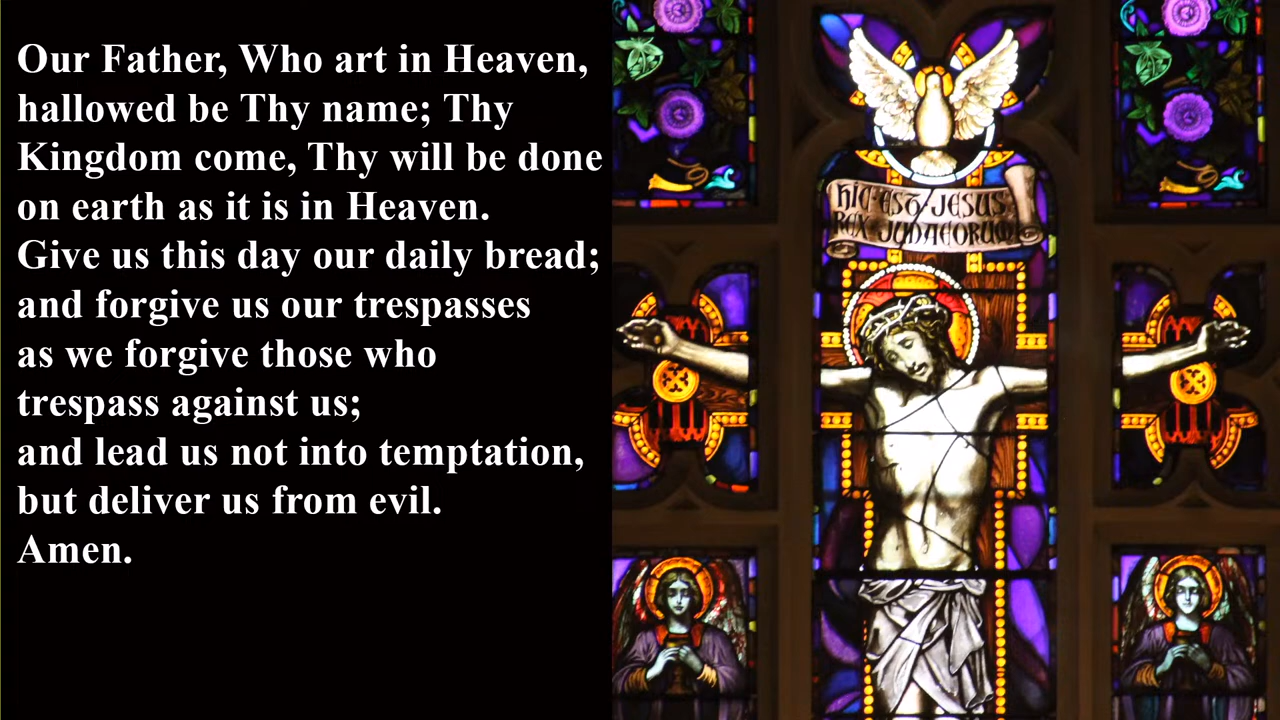 Our Father, Who art in Heaven,
hallowed be Thy name; Thy
Kingdom come, Thy will be done
on earth as it is in Heaven.
Give us this day our daily bread;
and forgive us our trespasses
as we forgive those who
trespass against us;
and lead us not into temptation,
but deliver us from evil.
Amen.
HIC·EST·JESUS
REX JUDAEORUM